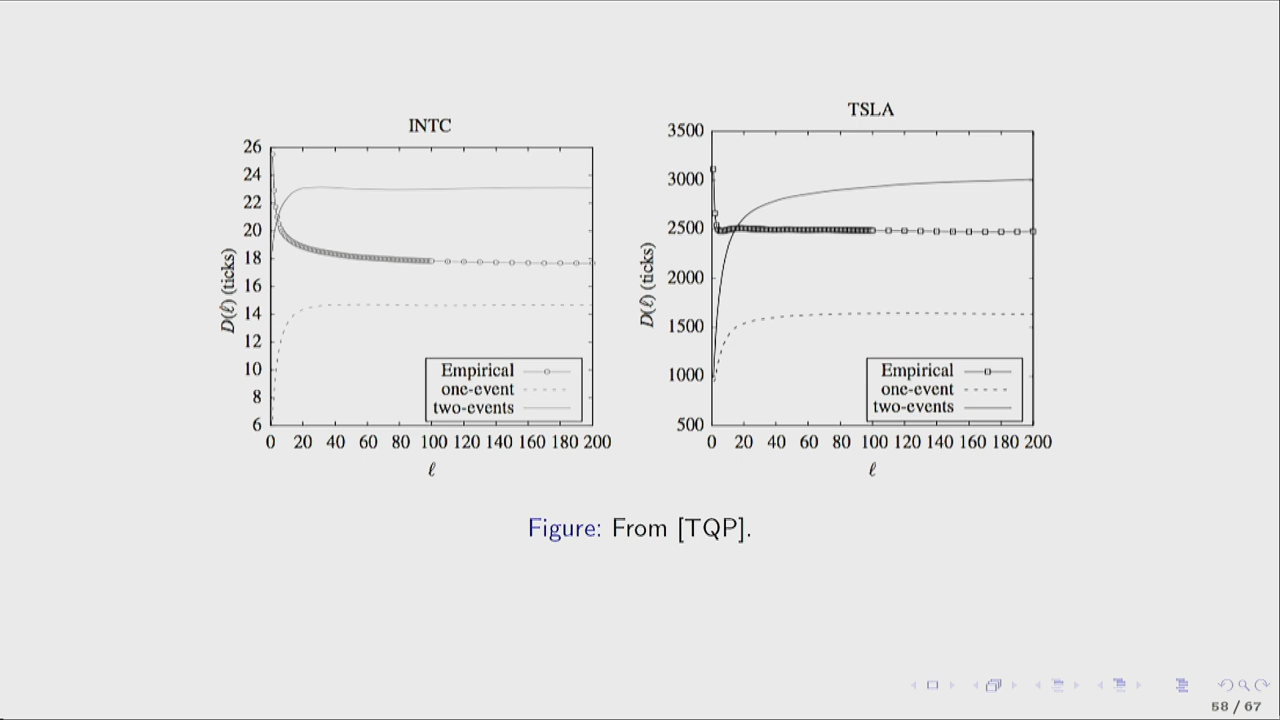 INTC
26
24
22
20
18
16
14
12
10
8
6
D(ℓ) (ticks)
Empirical
one-event
two-events
0 20 40 60 80 100 120 140 160 180 200
ℓ
TSLA
3500
3000
2500
2000
1500
1000
500
D(ℓ) (ticks)
Empirical
one-event
two-events
0 20 40 60 80 100 120 140 160 180 200
ℓ
Figure: From [TQP].
58 / 67